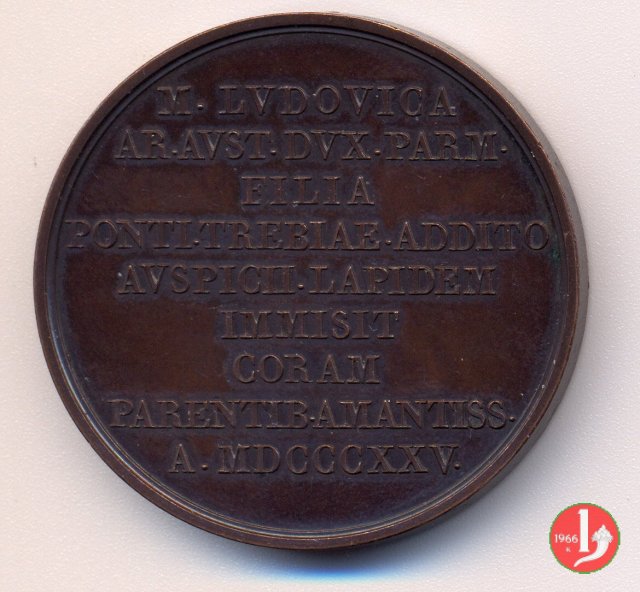 M. LVDOVICA
AR·AVST·DVX·PARM·
FILIA
PONTI·TREBIAE·ADDITO
AVSPICII·LAPIDEM
IMMISIT
CORAM
PARENTIB·AMANTISS·
A. MDCCCXXV.
1966
K